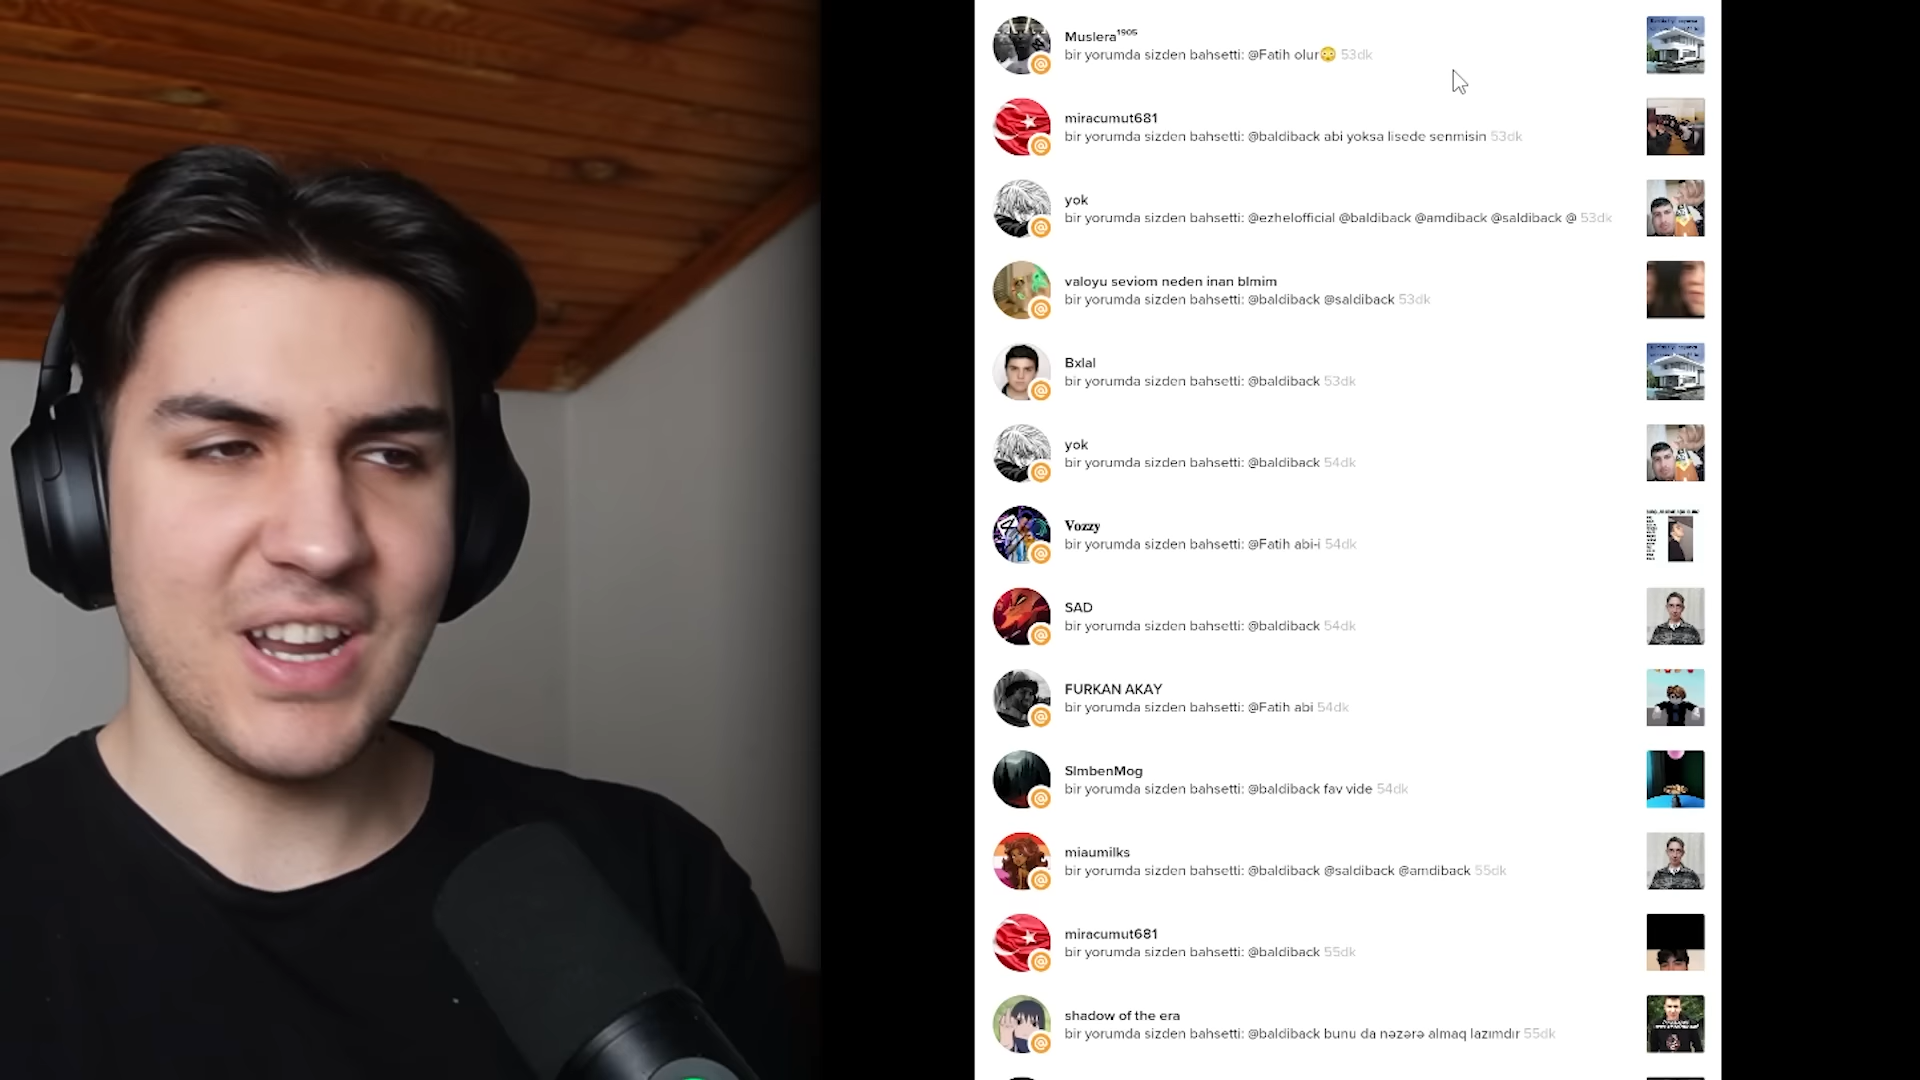 Muslera¹⁹⁰⁵
bir yorumda sizden bahsetti: @Fatih olur😳 53dk
miracumut681
bir yorumda sizden bahsetti: @baldiback abi yoksa lisede senmisin 53dk
yok
bir yorumda sizden bahsetti: @ezhelofficial @baldiback @amdiback @saldiback @ 53dk
valoyu seviom neden inan blmim
bir yorumda sizden bahsetti: @baldiback @saldiback 53dk
Bxlal
bir yorumda sizden bahsetti: @baldiback 53dk
yok
bir yorumda sizden bahsetti: @baldiback 54dk
Vozzy
bir yorumda sizden bahsetti: @Fatih abi-i 54dk
SAD
bir yorumda sizden bahsetti: @baldiback 54dk
FURKAN AKAY
bir yorumda sizden bahsetti: @Fatih abi 54dk
SlmbenMog
bir yorumda sizden bahsetti: @baldiback fav vide 54dk
miaumilks
bir yorumda sizden bahsetti: @baldiback @saldiback @amdiback 55dk
miracumut681
bir yorumda sizden bahsetti: @baldiback 55dk
shadow of the era
bir yorumda sizden bahsetti: @baldiback bunu da nəzərə almaq lazımdır 55dk